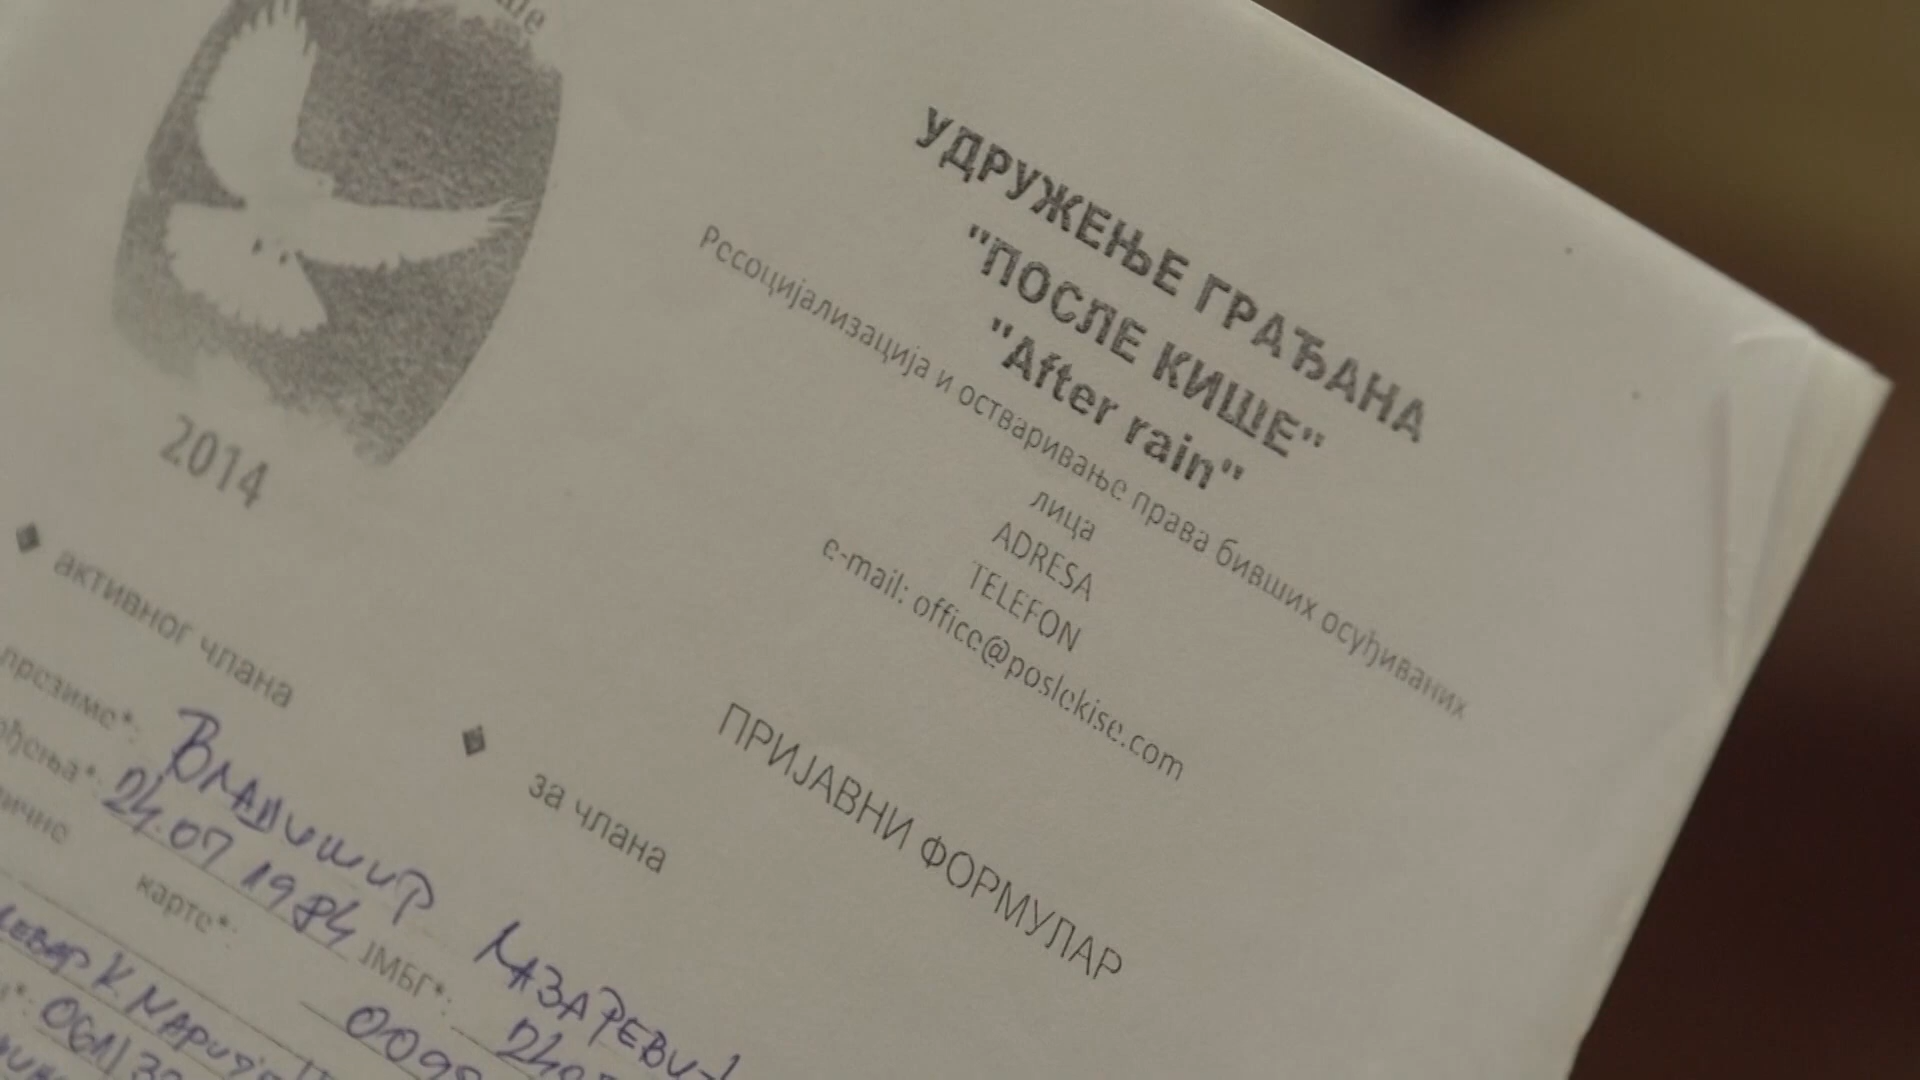 2014
УДРУЖЕЊЕ ГРАЂАНА
"ПОСЛЕ КИШЕ"
"After rain"
Рссоцијализација и остваривање права бивших осуђиваних
лица
ADRESA
TELEFON
e-mail: office@poslekise.com
ПРИЈАВНИ ФОРМУЛАР
активног члана
за члана
презиме*: Владимир Лазаревић
24.07 1984 ЈМБГ*:
карте*: